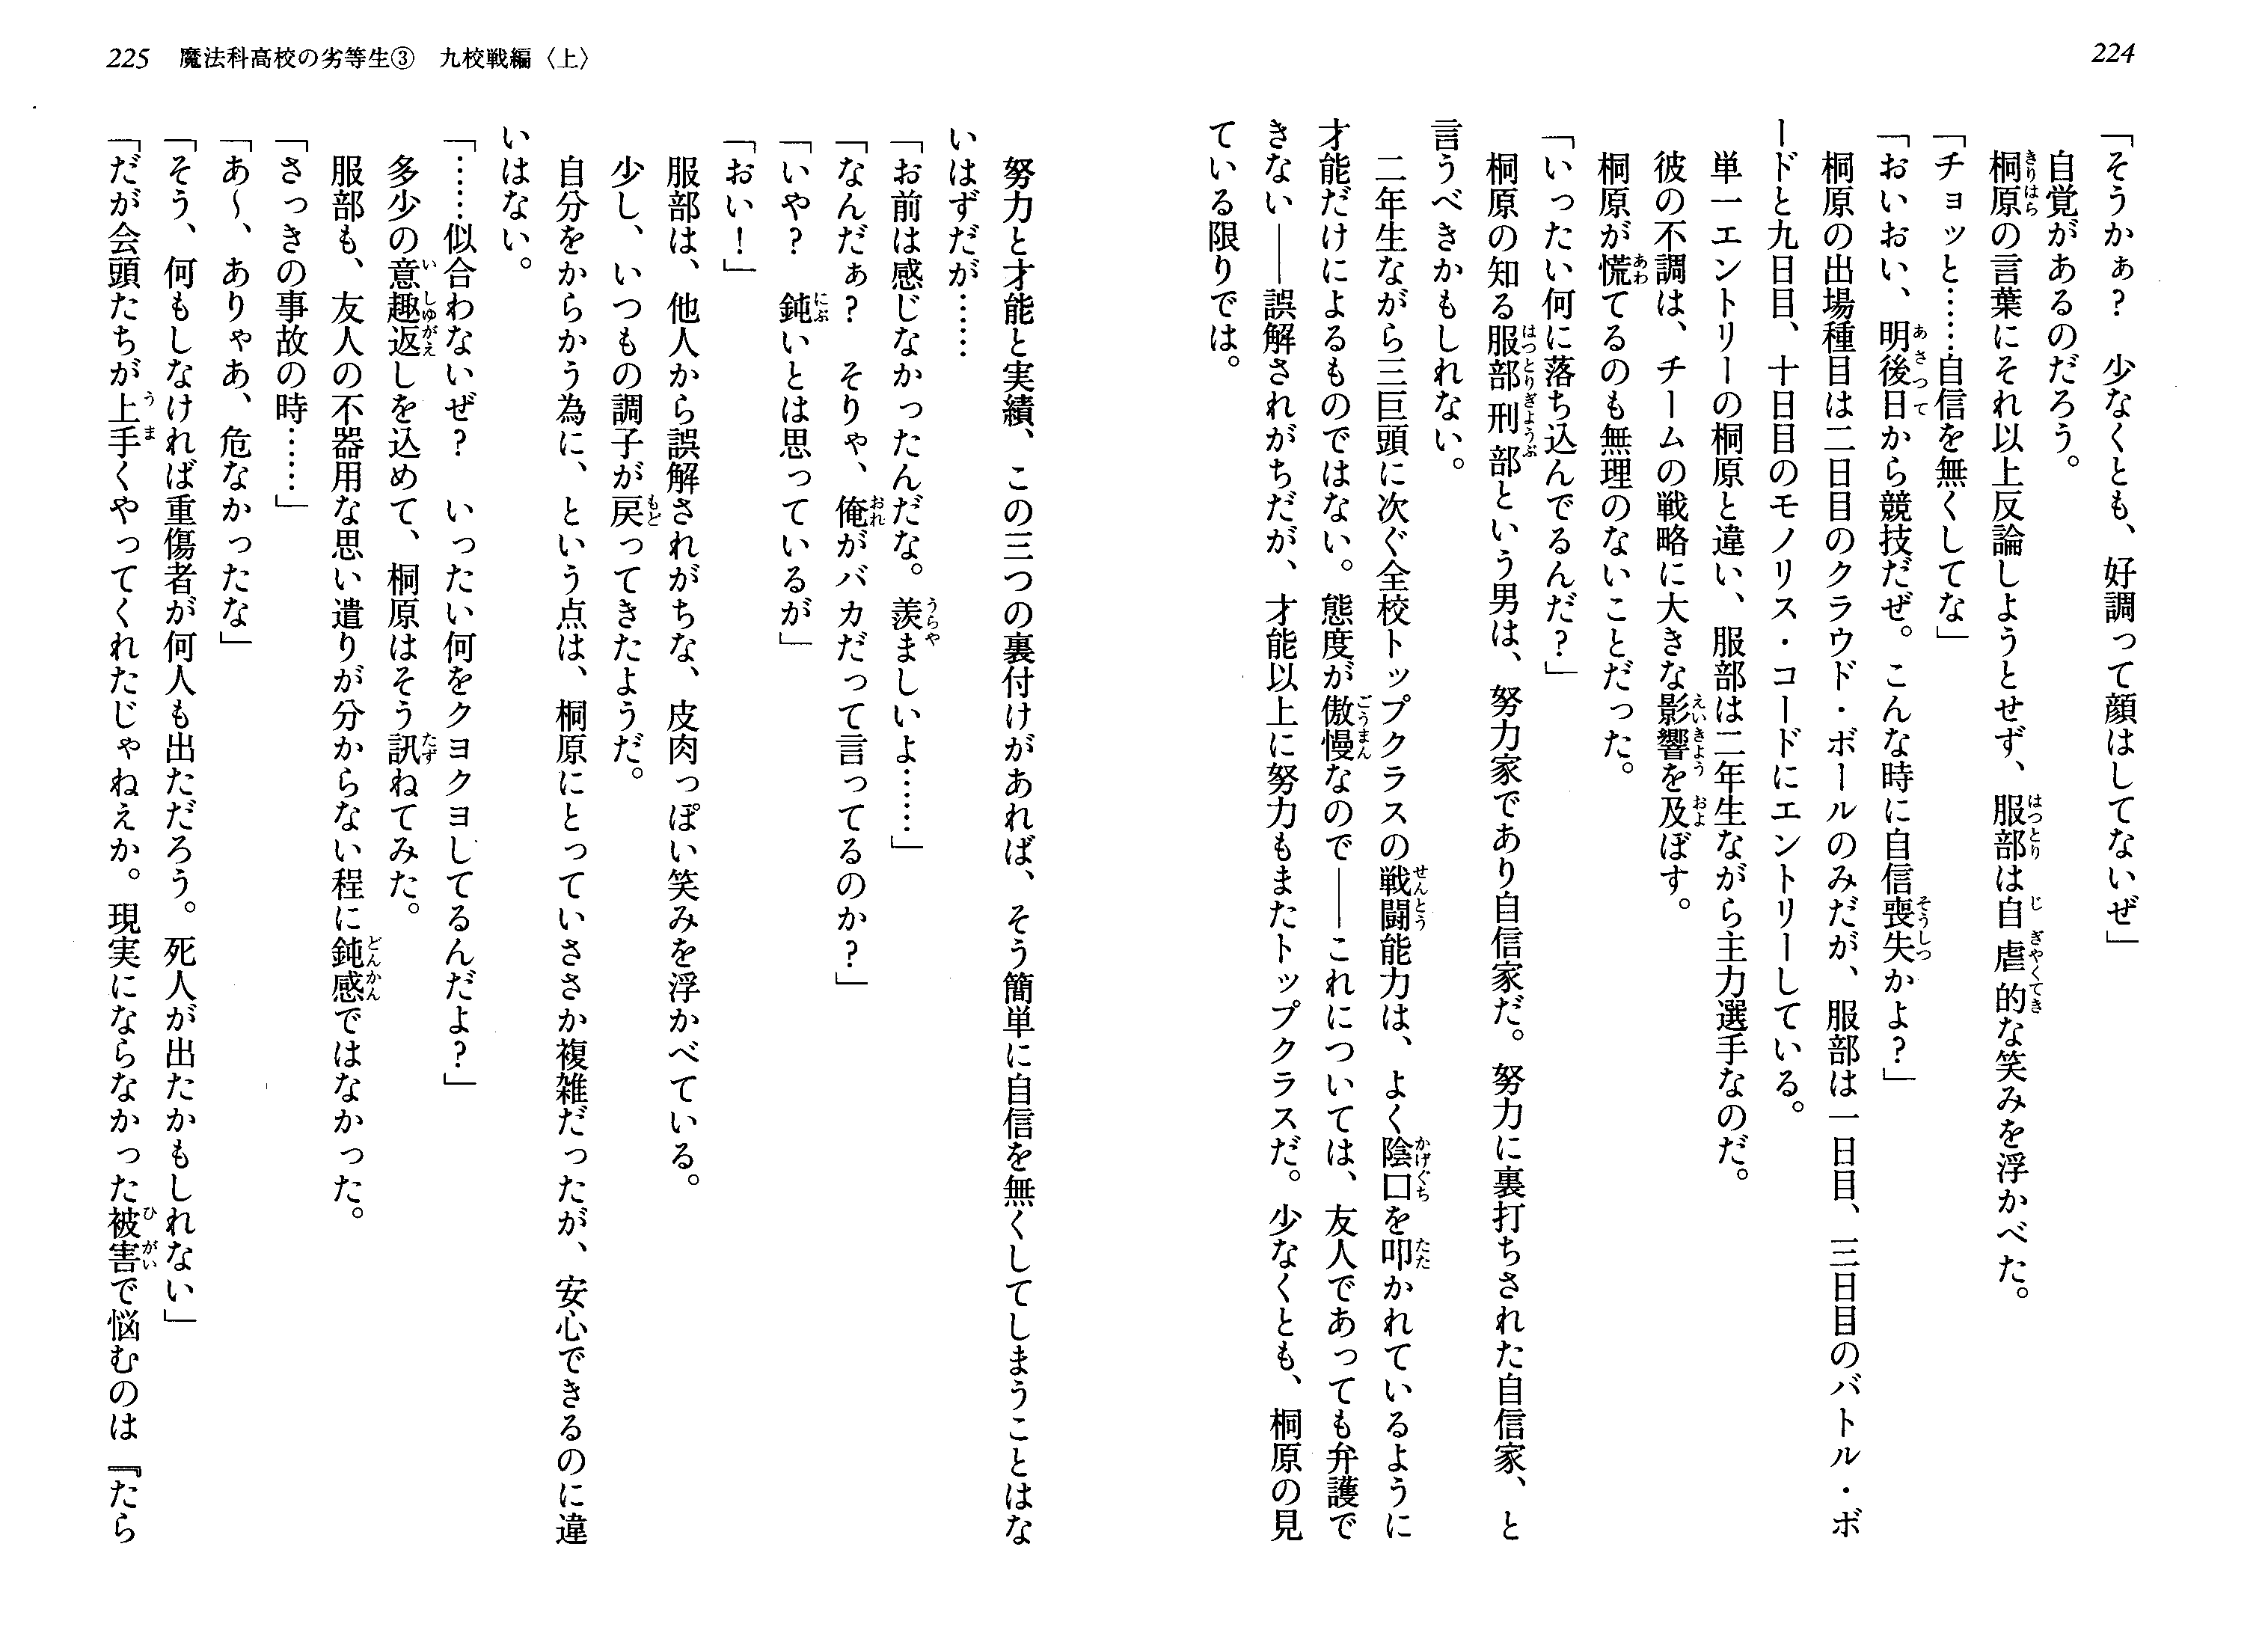 224
「そうかぁ？　少なくとも、好調って顔はしてないぜ」
　自覚があるのだろう。
　桐原の言葉にそれ以上反論しようとせず、服部は自虐的な笑みを浮かべた。
「チョッと……自信を無くしてな」
「おいおい、明後日から競技だぜ。こんな時に自信喪失かよ？」
　桐原の出場種目は二日目のクラウド・ボールのみだが、服部は一日目、三日目のバトル・ボ
ードと九日目、十日目のモノリス・コードにエントリーしている。
　単一エントリーの桐原と違い、服部は二年生ながら主力選手なのだ。
　彼の不調は、チームの戦略に大きな影響を及ぼす。
　桐原が慌てるのも無理のないことだった。
「いったい何に落ち込んでるんだ？」
　桐原の知る服部刑部という男は、努力家であり自信家だ。努力に裏打ちされた自信家、と
言うべきかもしれない。
　二年生ながら三巨頭に次ぐ全校トップクラスの戦闘能力は、よく陰口を叩かれているように
才能だけによるものではない。態度が傲慢なので――これについては、友人であっても弁護で
きない――誤解されがちだが、才能以上に努力もまたトップクラスだ。少なくとも、桐原の見
ている限りでは。
225　魔法科高校の劣等生③　九校戦編〈上〉
　努力と才能と実績、この三つの裏付けがあれば、そう簡単に自信を無くしてしまうことはな
いはずだが……
「お前は感じなかったんだな。羨ましいよ……」
「なんだぁ？　そりゃ、俺がバカだって言ってるのか？」
「いや？　鈍いとは思っているが」
「おい！」
　服部は、他人から誤解されがちな、皮肉っぽい笑みを浮かべている。
　少し、いつもの調子が戻ってきたようだ。
　自分をからかう為に、という点は、桐原にとっていささか複雑だったが、安心できるのに違
いはない。
「……似合わないぜ？　いったい何をクヨクヨしてるんだよ？」
　多少の意趣返しを込めて、桐原はそう訊ねてみた。
　服部も、友人の不器用な思い遣りが分からない程に鈍感ではなかった。
「さっきの事故の時……」
「あ～、ありゃあ、危なかったな」
「そう、何もしなければ重傷者が何人も出ただろう。死人が出たかもしれない」
「だが会頭たちが上手くやってくれたじゃねえか。現実にならなかった被害で悩むのは『たら